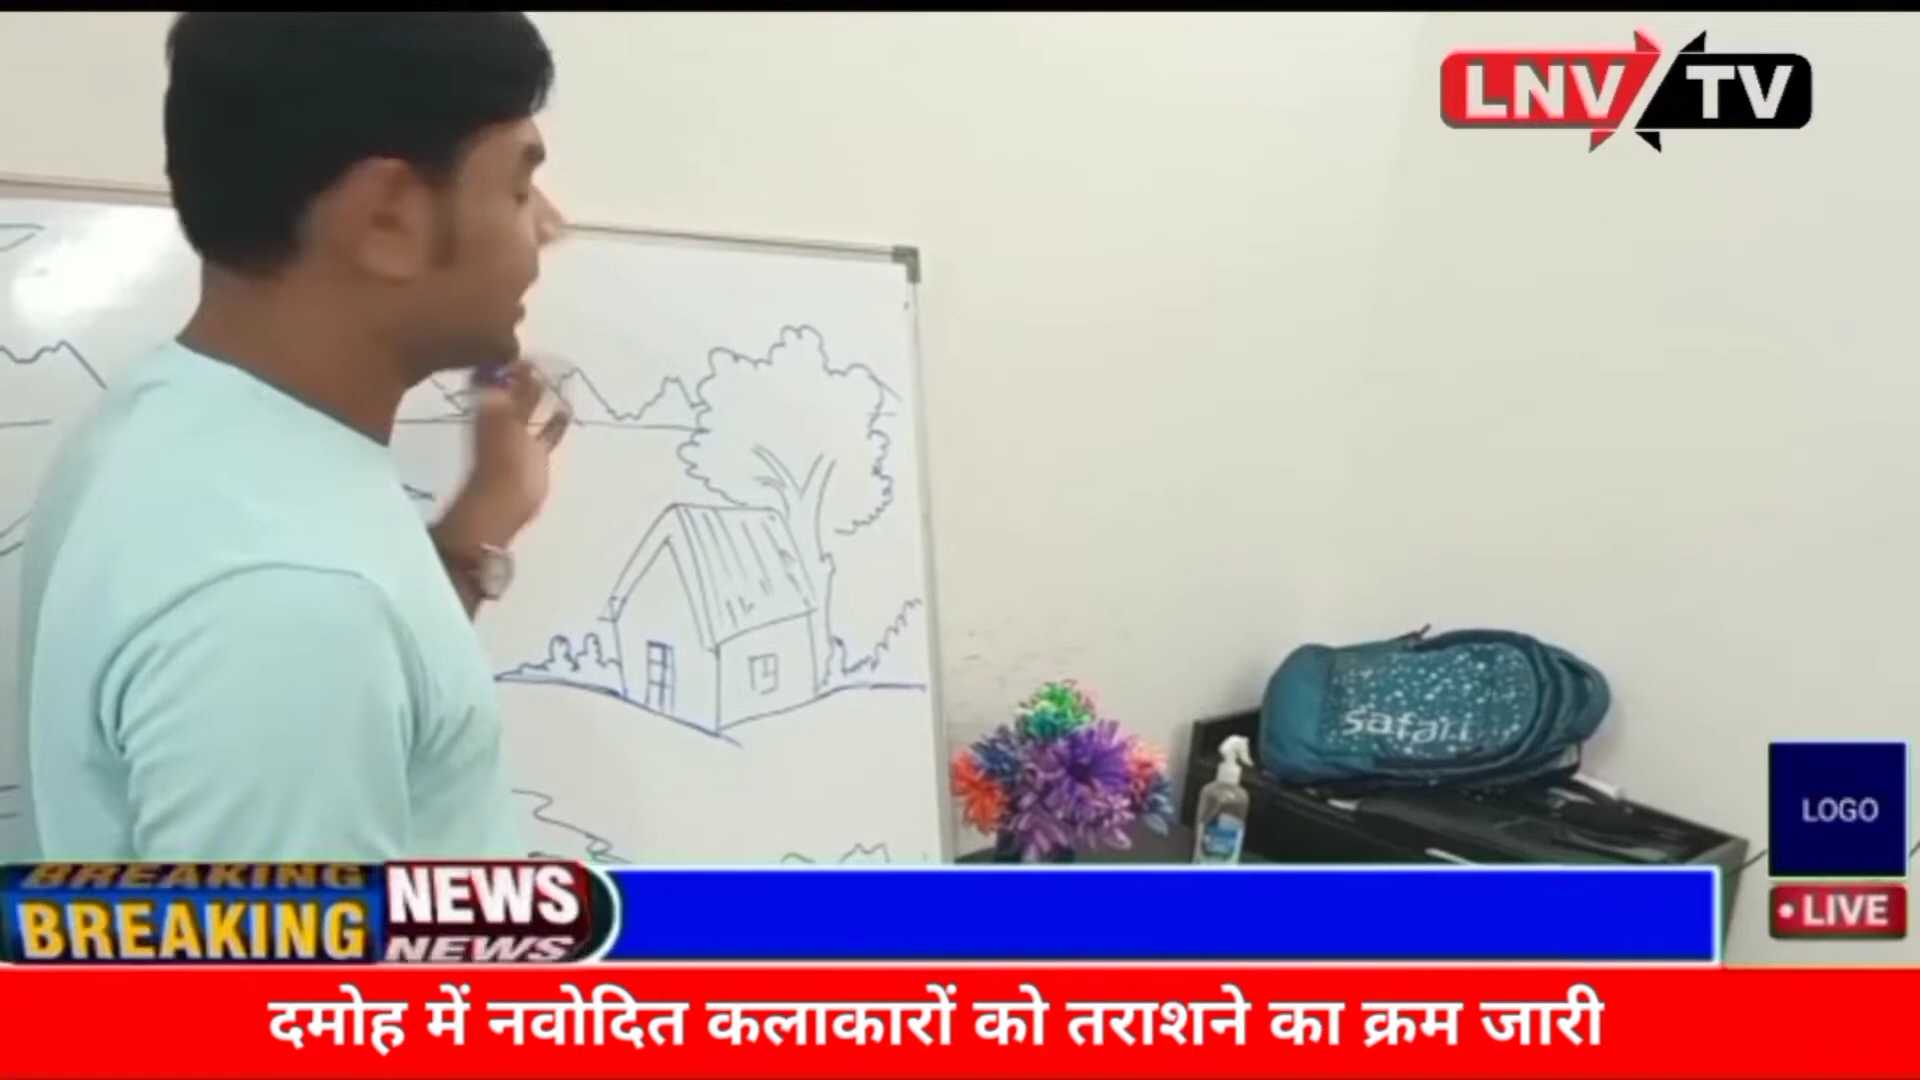 LNV TV
safari
LOGO
BREAKING NEWS
BREAKING NEWS
LIVE
दमोह में नवोदित कलाकारों को तराशने का क्रम जारी